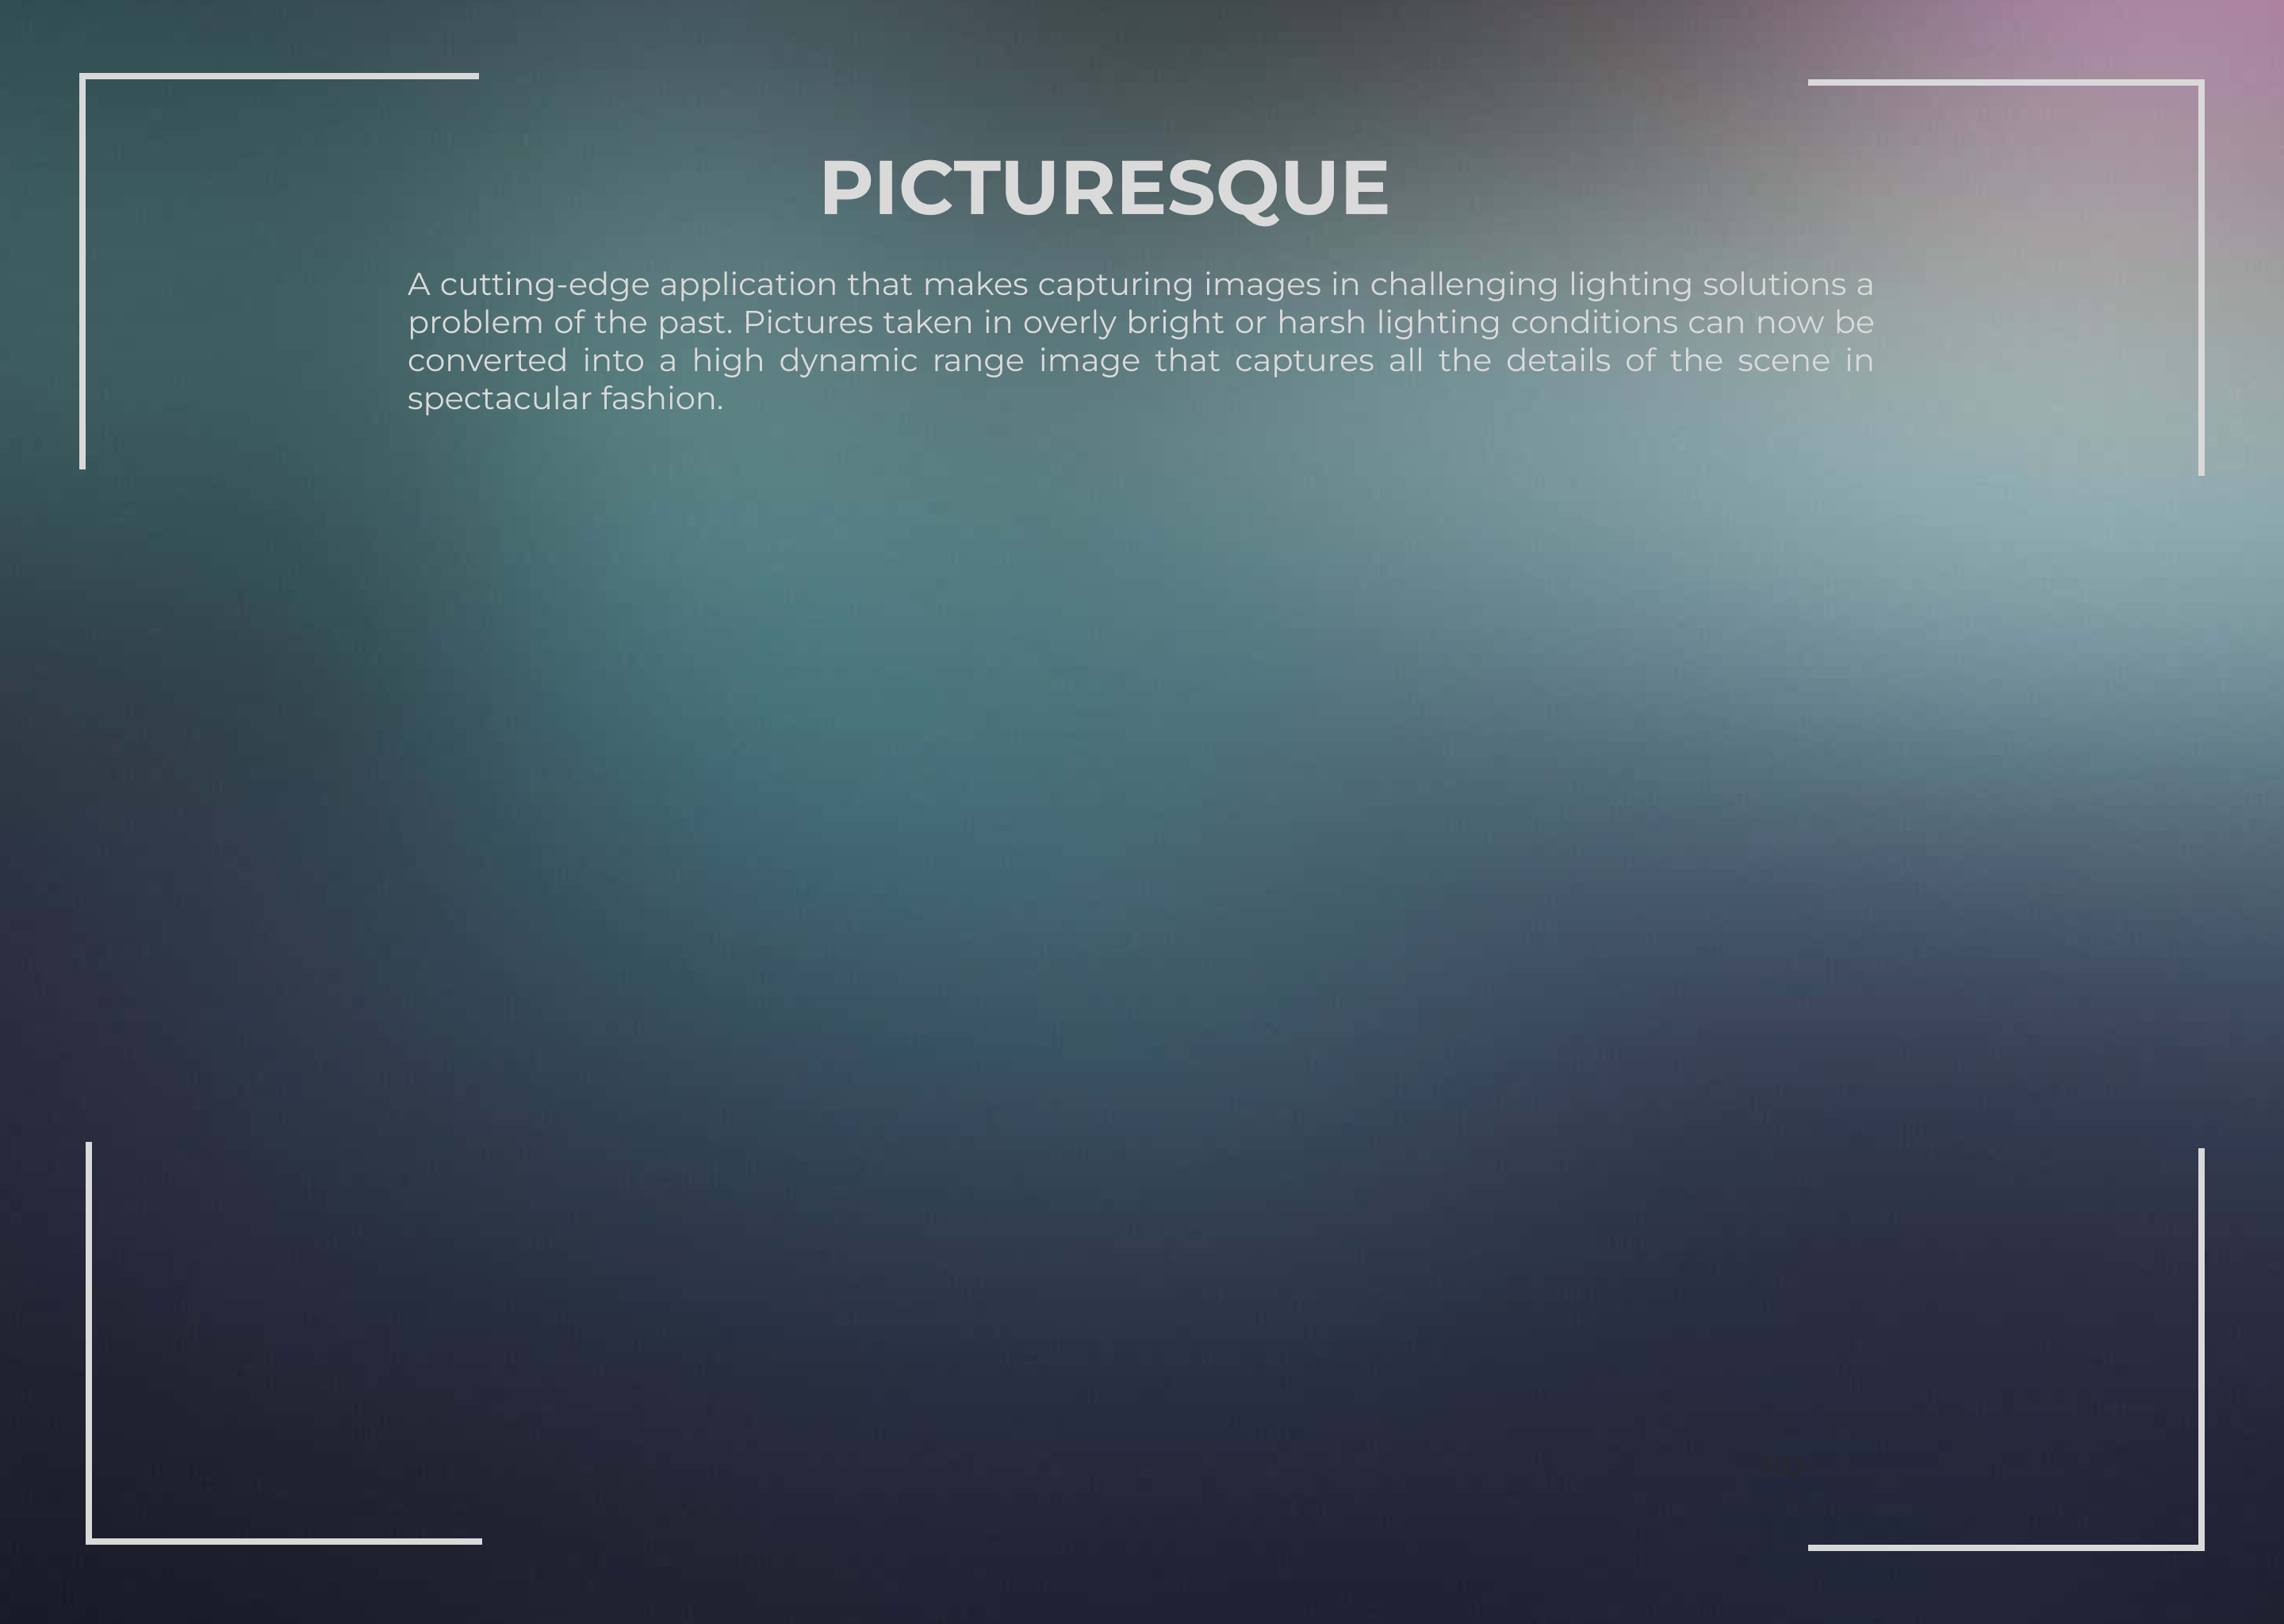 PICTURESQUE
A cutting-edge application that makes capturing images in challenging lighting solutions a
problem of the past. Pictures taken in overly bright or harsh lighting conditions can now be
converted into a high dynamic range image that captures all the details of the scene in
spectacular fashion.